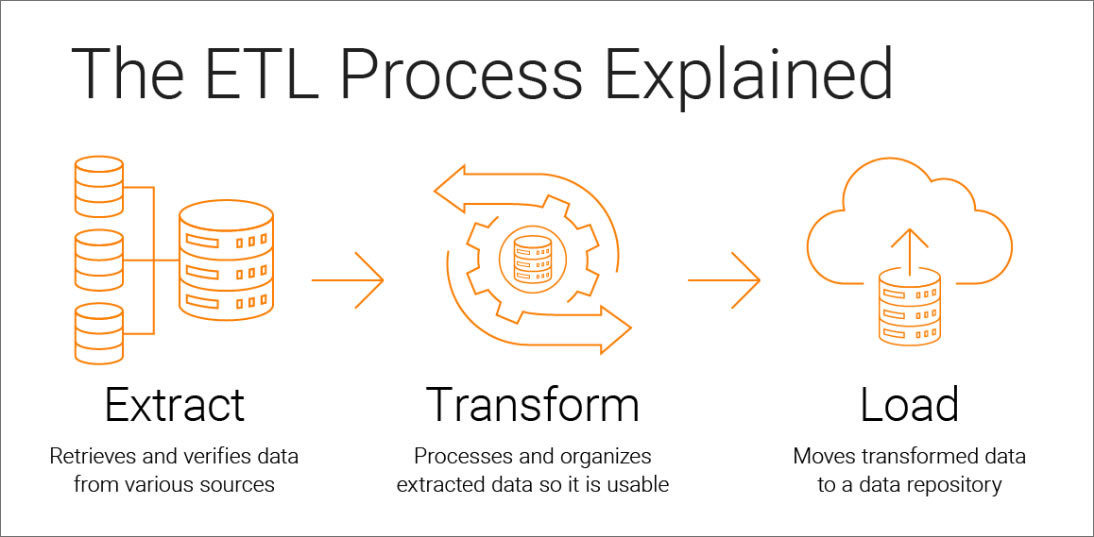 The ETL Process Explained
Extract
Retrieves and verifies data
from various sources
Transform
Processes and organizes
extracted data so it is usable
Load
Moves transformed data
to a data repository